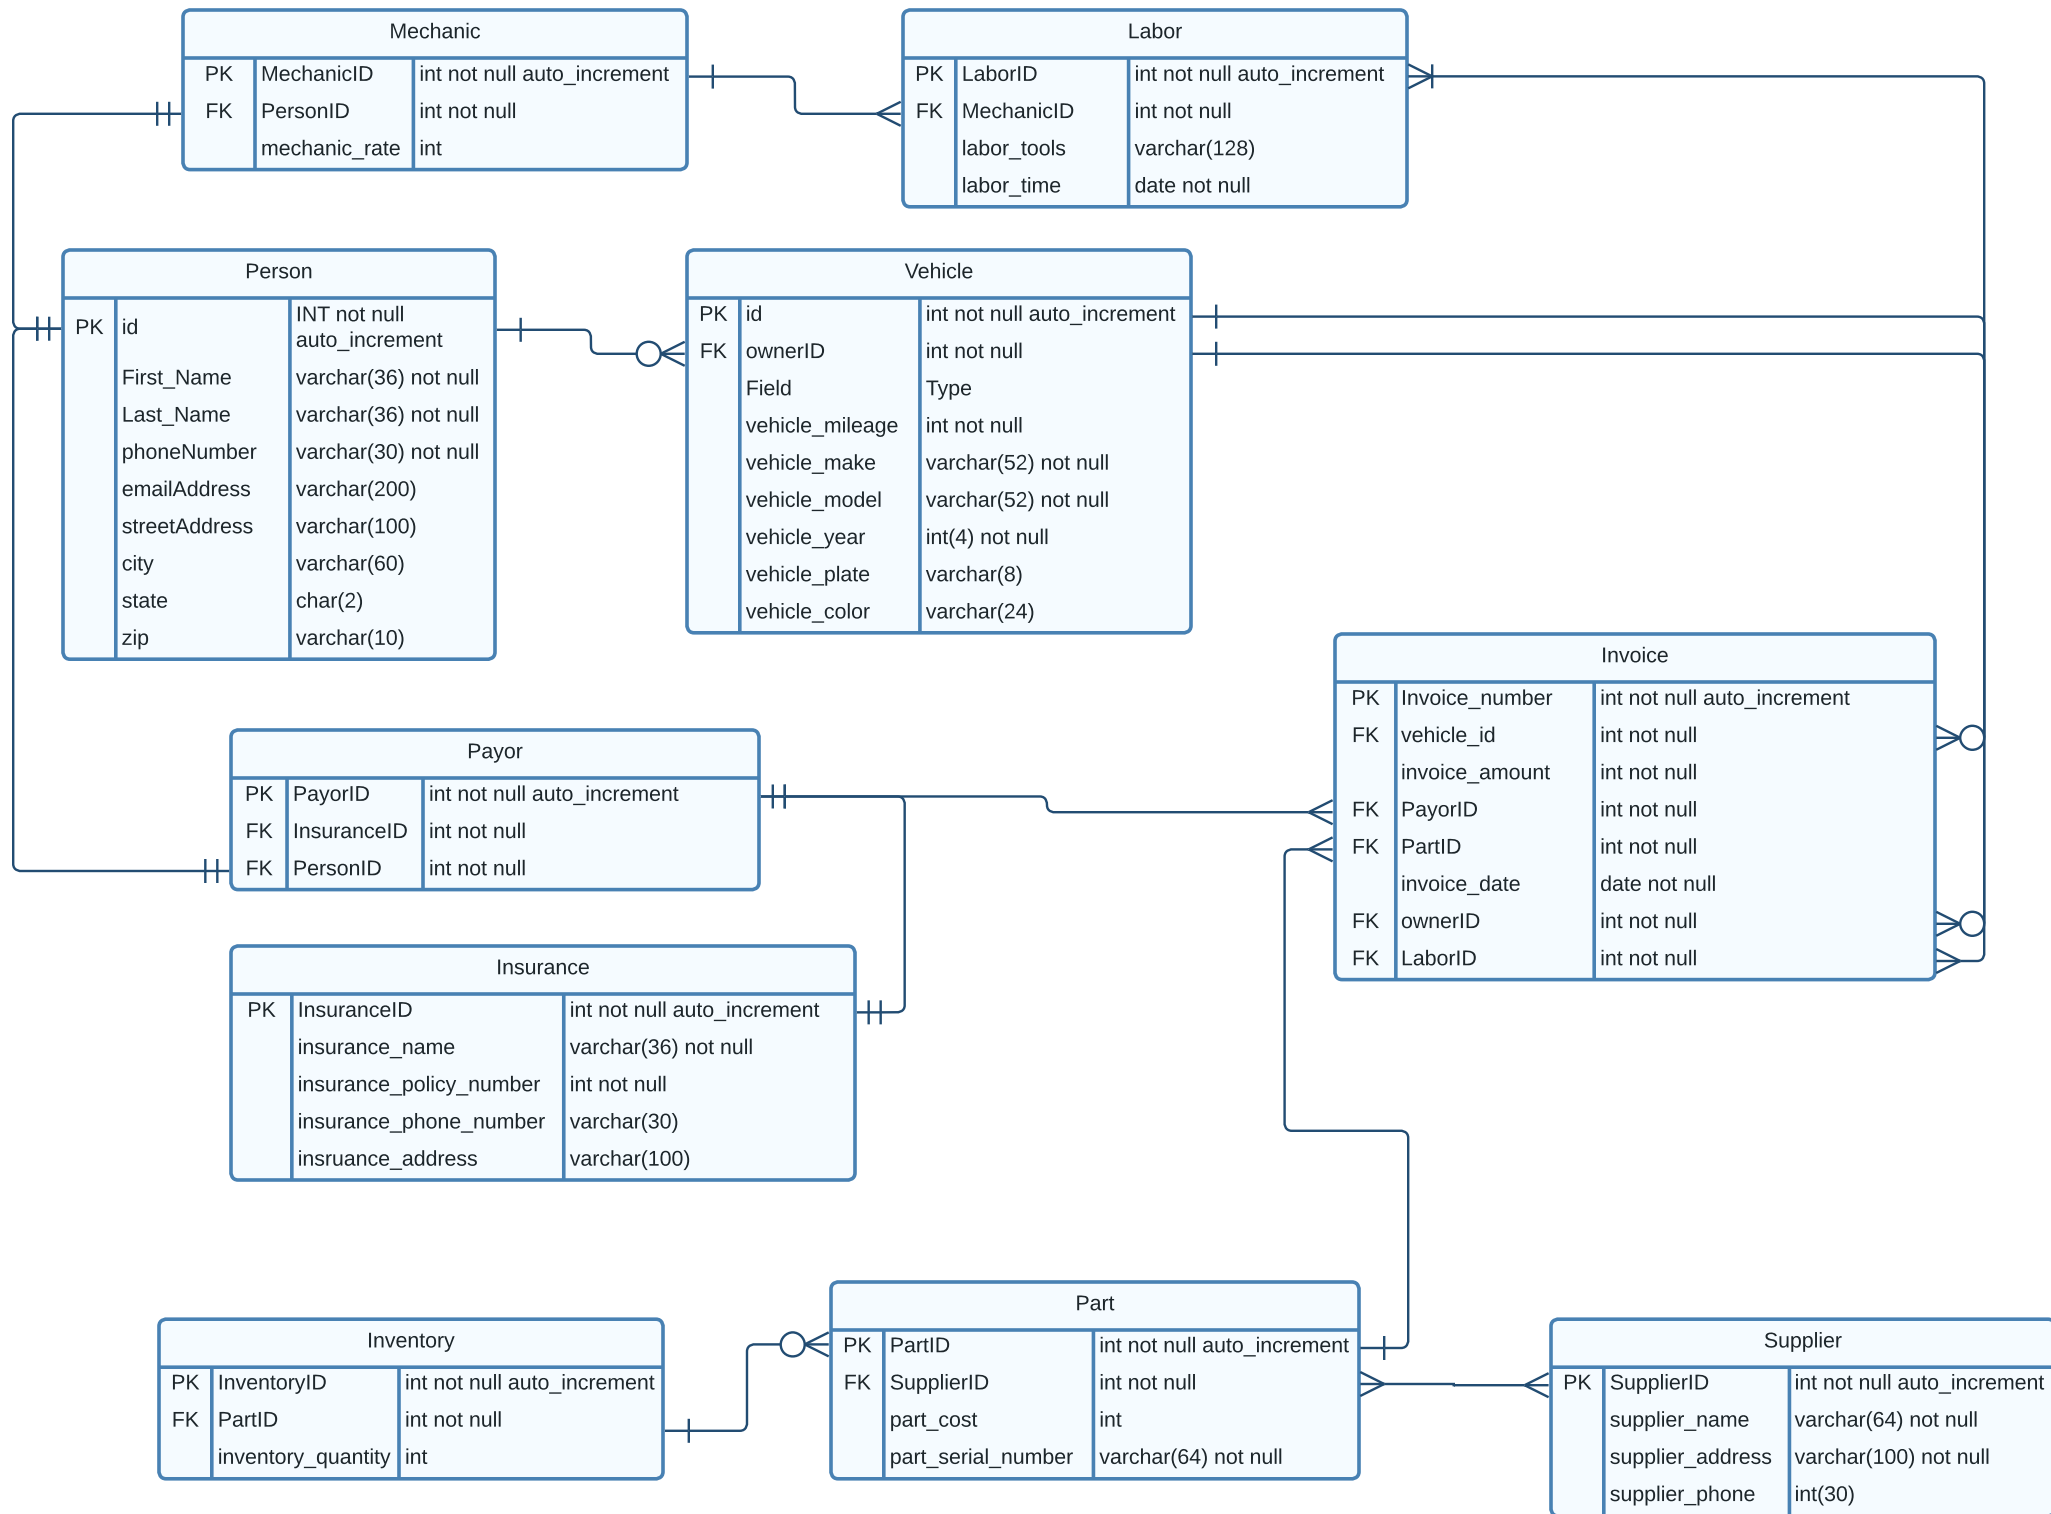 Mechanic
PK MechanicID int not null auto_increment
FK PersonID int not null
mechanic_rate int
Labor
PK LaborID int not null auto_increment
FK MechanicID int not null
labor_tools varchar(128)
labor_time date not null
Person
PK id INT not null
auto_increment
First_Name varchar(36) not null
Last_Name varchar(36) not null
phoneNumber varchar(30) not null
emailAddress varchar(200)
streetAddress varchar(100)
city varchar(60)
state char(2)
zip varchar(10)
Vehicle
PK id int not null auto_increment
FK ownerID int not null
Field Type
vehicle_mileage int not null
vehicle_make varchar(52) not null
vehicle_model varchar(52) not null
vehicle_year int(4) not null
vehicle_plate varchar(8)
vehicle_color varchar(24)
Invoice
PK Invoice_number int not null auto_increment
FK vehicle_id int not null
invoice_amount int not null
FK PayorID int not null
FK PartID int not null
invoice_date date not null
FK ownerID int not null
FK LaborID int not null
Payor
PK PayorID int not null auto_increment
FK InsuranceID int not null
FK PersonID int not null
Insurance
PK InsuranceID int not null auto_increment
insurance_name varchar(36) not null
insurance_policy_number int not null
insurance_phone_number varchar(30)
insruance_address varchar(100)
Inventory
PK InventoryID int not null auto_increment
FK PartID int not null
inventory_quantity int
Part
PK PartID int not null auto_increment
FK SupplierID int not null
part_cost int
part_serial_number varchar(64) not null
Supplier
PK SupplierID int not null auto_increment
supplier_name varchar(64) not null
supplier_address varchar(100) not null
supplier_phone int(30)